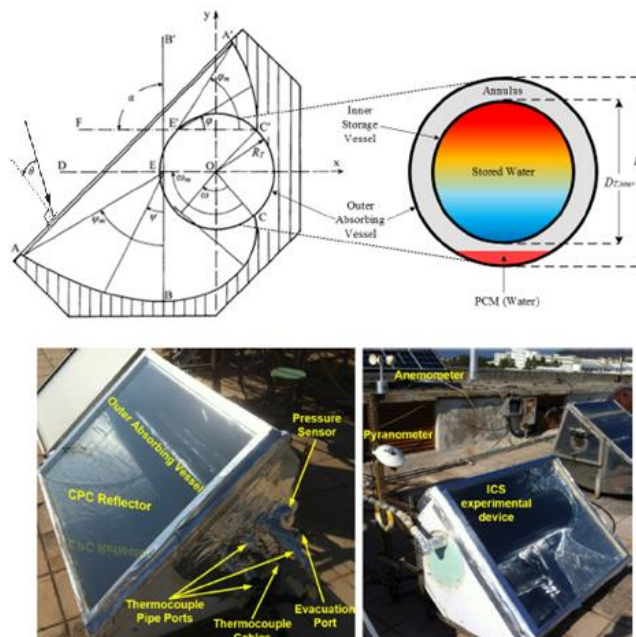 y
B'
A'
α
φm
F
E'
φ
C'
RT
θ
D
E
O
x
ωm
ω
ψm
ψ
C
A
B
Annulus
Inner
Storage
Vessel
Stored Water
Outer
Absorbing
Vessel
PCM (Water)
Outer Absorbing Vessel
CPC Reflector
Pressure
Sensor
Thermocouple
Pipe Ports
Thermocouple
Cables
Evacuation
Port
Anemometer
Pyranometer
ICS
experimental
device